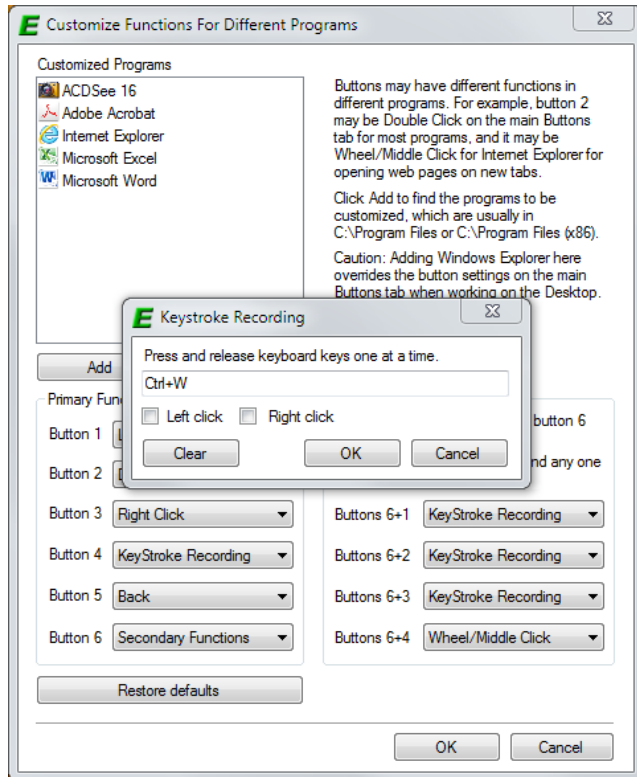 Customize Functions For Different Programs
Customized Programs
ACDSee 16
Adobe Acrobat
Internet Explorer
Microsoft Excel
Microsoft Word
Buttons may have different functions in
different programs. For example, button 2
may be Double Click on the main Buttons
tab for most programs, and it may be
Wheel/Middle Click for Internet Explorer for
opening web pages on new tabs.
Click Add to find the programs to be
customized, which are usually in
C:\Program Files or C:\Program Files (x86).
Caution: Adding Windows Explorer here
overrides the button settings on the main
Buttons tab when working on the Desktop.
Keystroke Recording
Press and release keyboard keys one at a time.
Ctrl+W
Left click Right click
Clear OK Cancel
Add
Primary
button 6
any one
Button 1
Button 2
Button 3 Right Click
Button 4 KeyStroke Recording
Button 5 Back
Button 6 Secondary Functions
Buttons 6+1 KeyStroke Recording
Buttons 6+2 KeyStroke Recording
Buttons 6+3 KeyStroke Recording
Buttons 6+4 Wheel/Middle Click
Restore defaults
OK Cancel